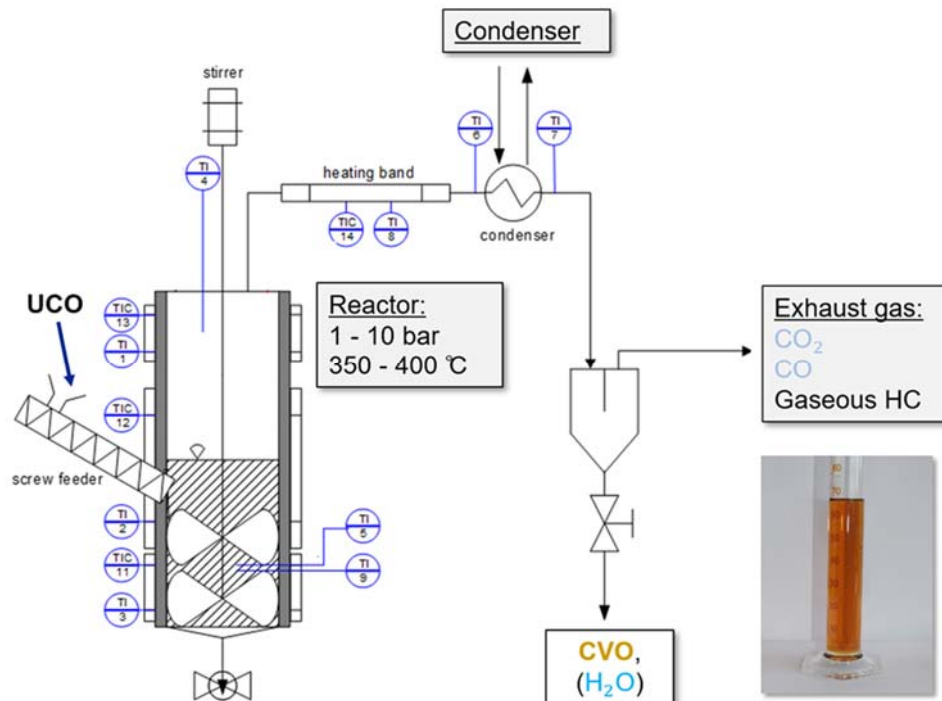 Condenser
stirrer
TI
4
TI
6
TI
7
heating band
TIC
14
TI
8
condenser
UCO
TIC
13
TI
1
Reactor:
1 - 10 bar
350 - 400 °C
Exhaust gas:
CO₂
CO
Gaseous HC
TIC
12
screw feeder
TI
2
TI
5
TIC
11
TI
9
TI
3
CVO,
(H₂O)